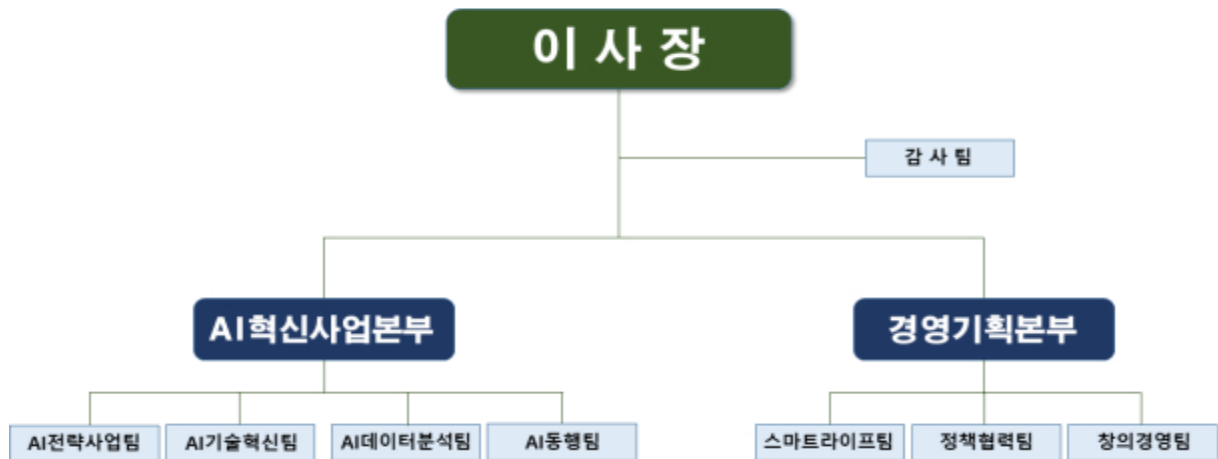 이 사 장
감 사 팀
AI혁신사업본부
경영기획본부
AI전략사업팀
AI기술혁신팀
AI데이터분석팀
AI동행팀
스마트라이프팀
정책협력팀
창의경영팀